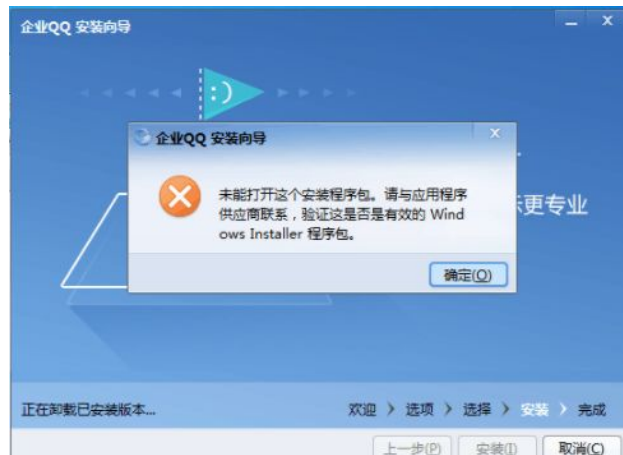 企业QQ 安装向导
:)
企业QQ 安装向导
未能打开这个安装程序包。请与应用程序
供应商联系，验证这是否是有效的 Wind
ows Installer 程序包。
更专业
确定(O)
正在卸载已安装版本...
欢迎 > 选项 > 选择 > 安装 > 完成
上一步(P) 安装(I) 取消(C)